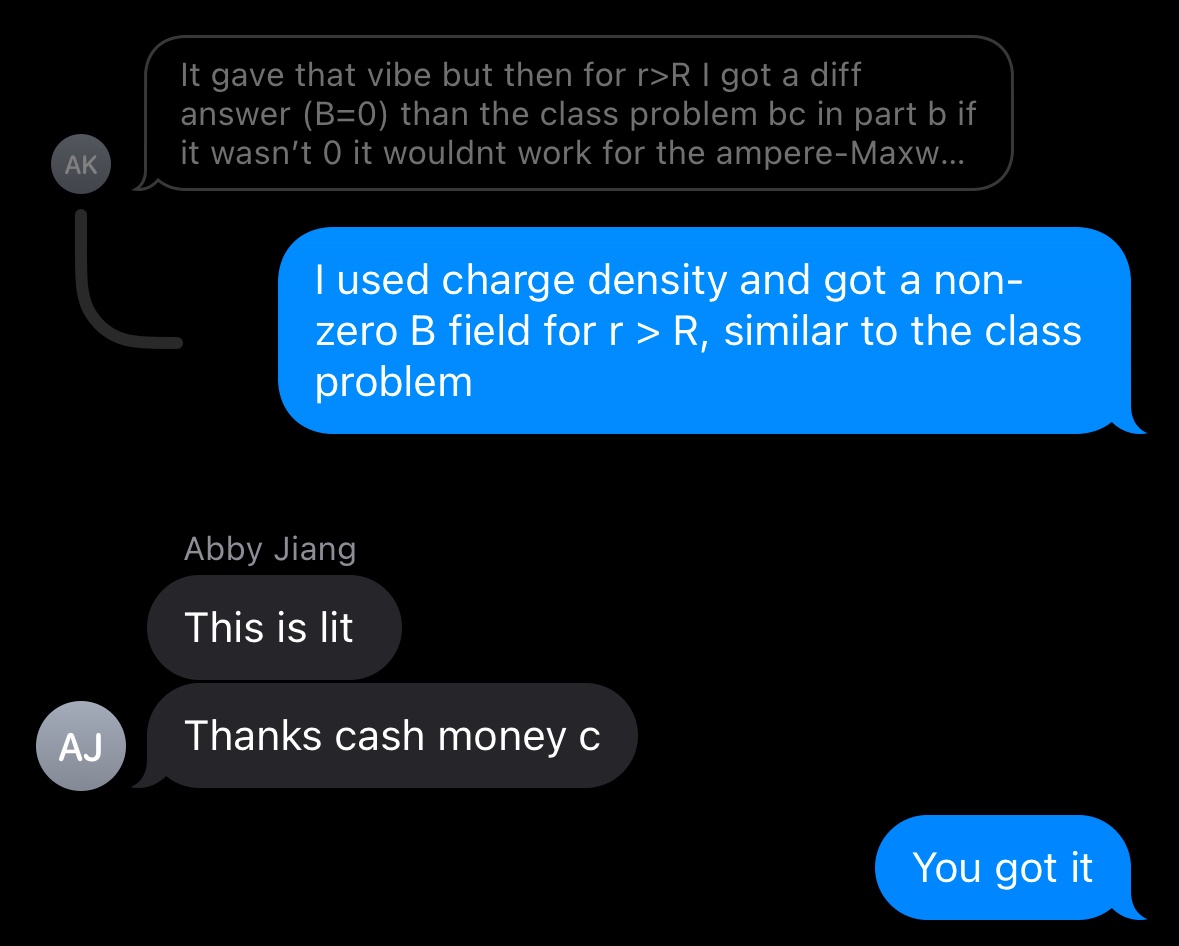 It gave that vibe but then for r>R I got a diff
answer (B=0) than the class problem bc in part b if
it wasn’t 0 it wouldnt work for the ampere-Maxw...
AK
I used charge density and got a non-
zero B field for r > R, similar to the class
problem
Abby Jiang
This is lit
Thanks cash money c
AJ
You got it